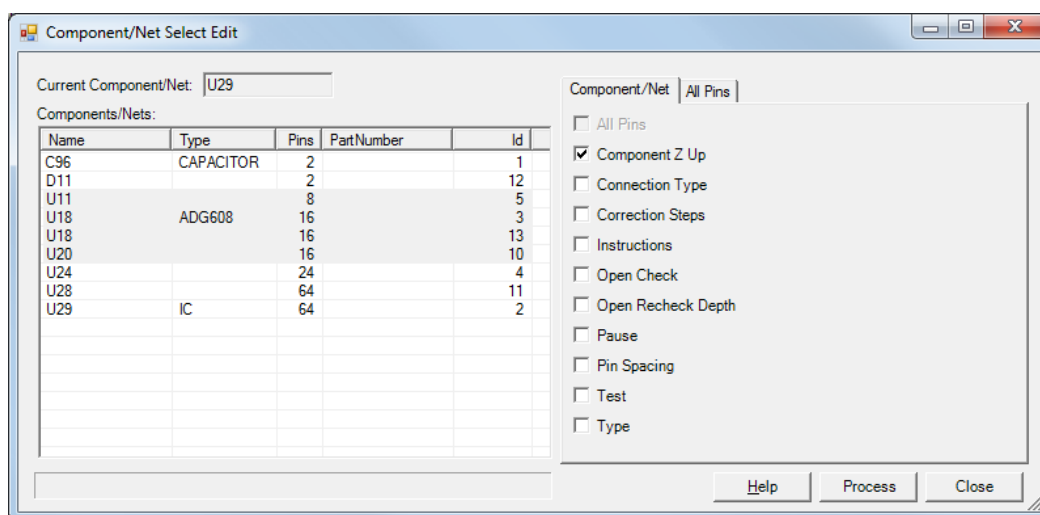 Component/Net Select Edit
Current Component/Net: U29
Components/Nets:
Name Type Pins PartNumber Id
C96 CAPACITOR 2 1
D11 2 12
U11 8 5
U18 ADG608 16 3
U18 16 13
U20 16 10
U24 24 4
U28 64 11
U29 IC 64 2
Component/Net All Pins
All Pins
Component Z Up
Connection Type
Correction Steps
Instructions
Open Check
Open Recheck Depth
Pause
Pin Spacing
Test
Type
Help Process Close